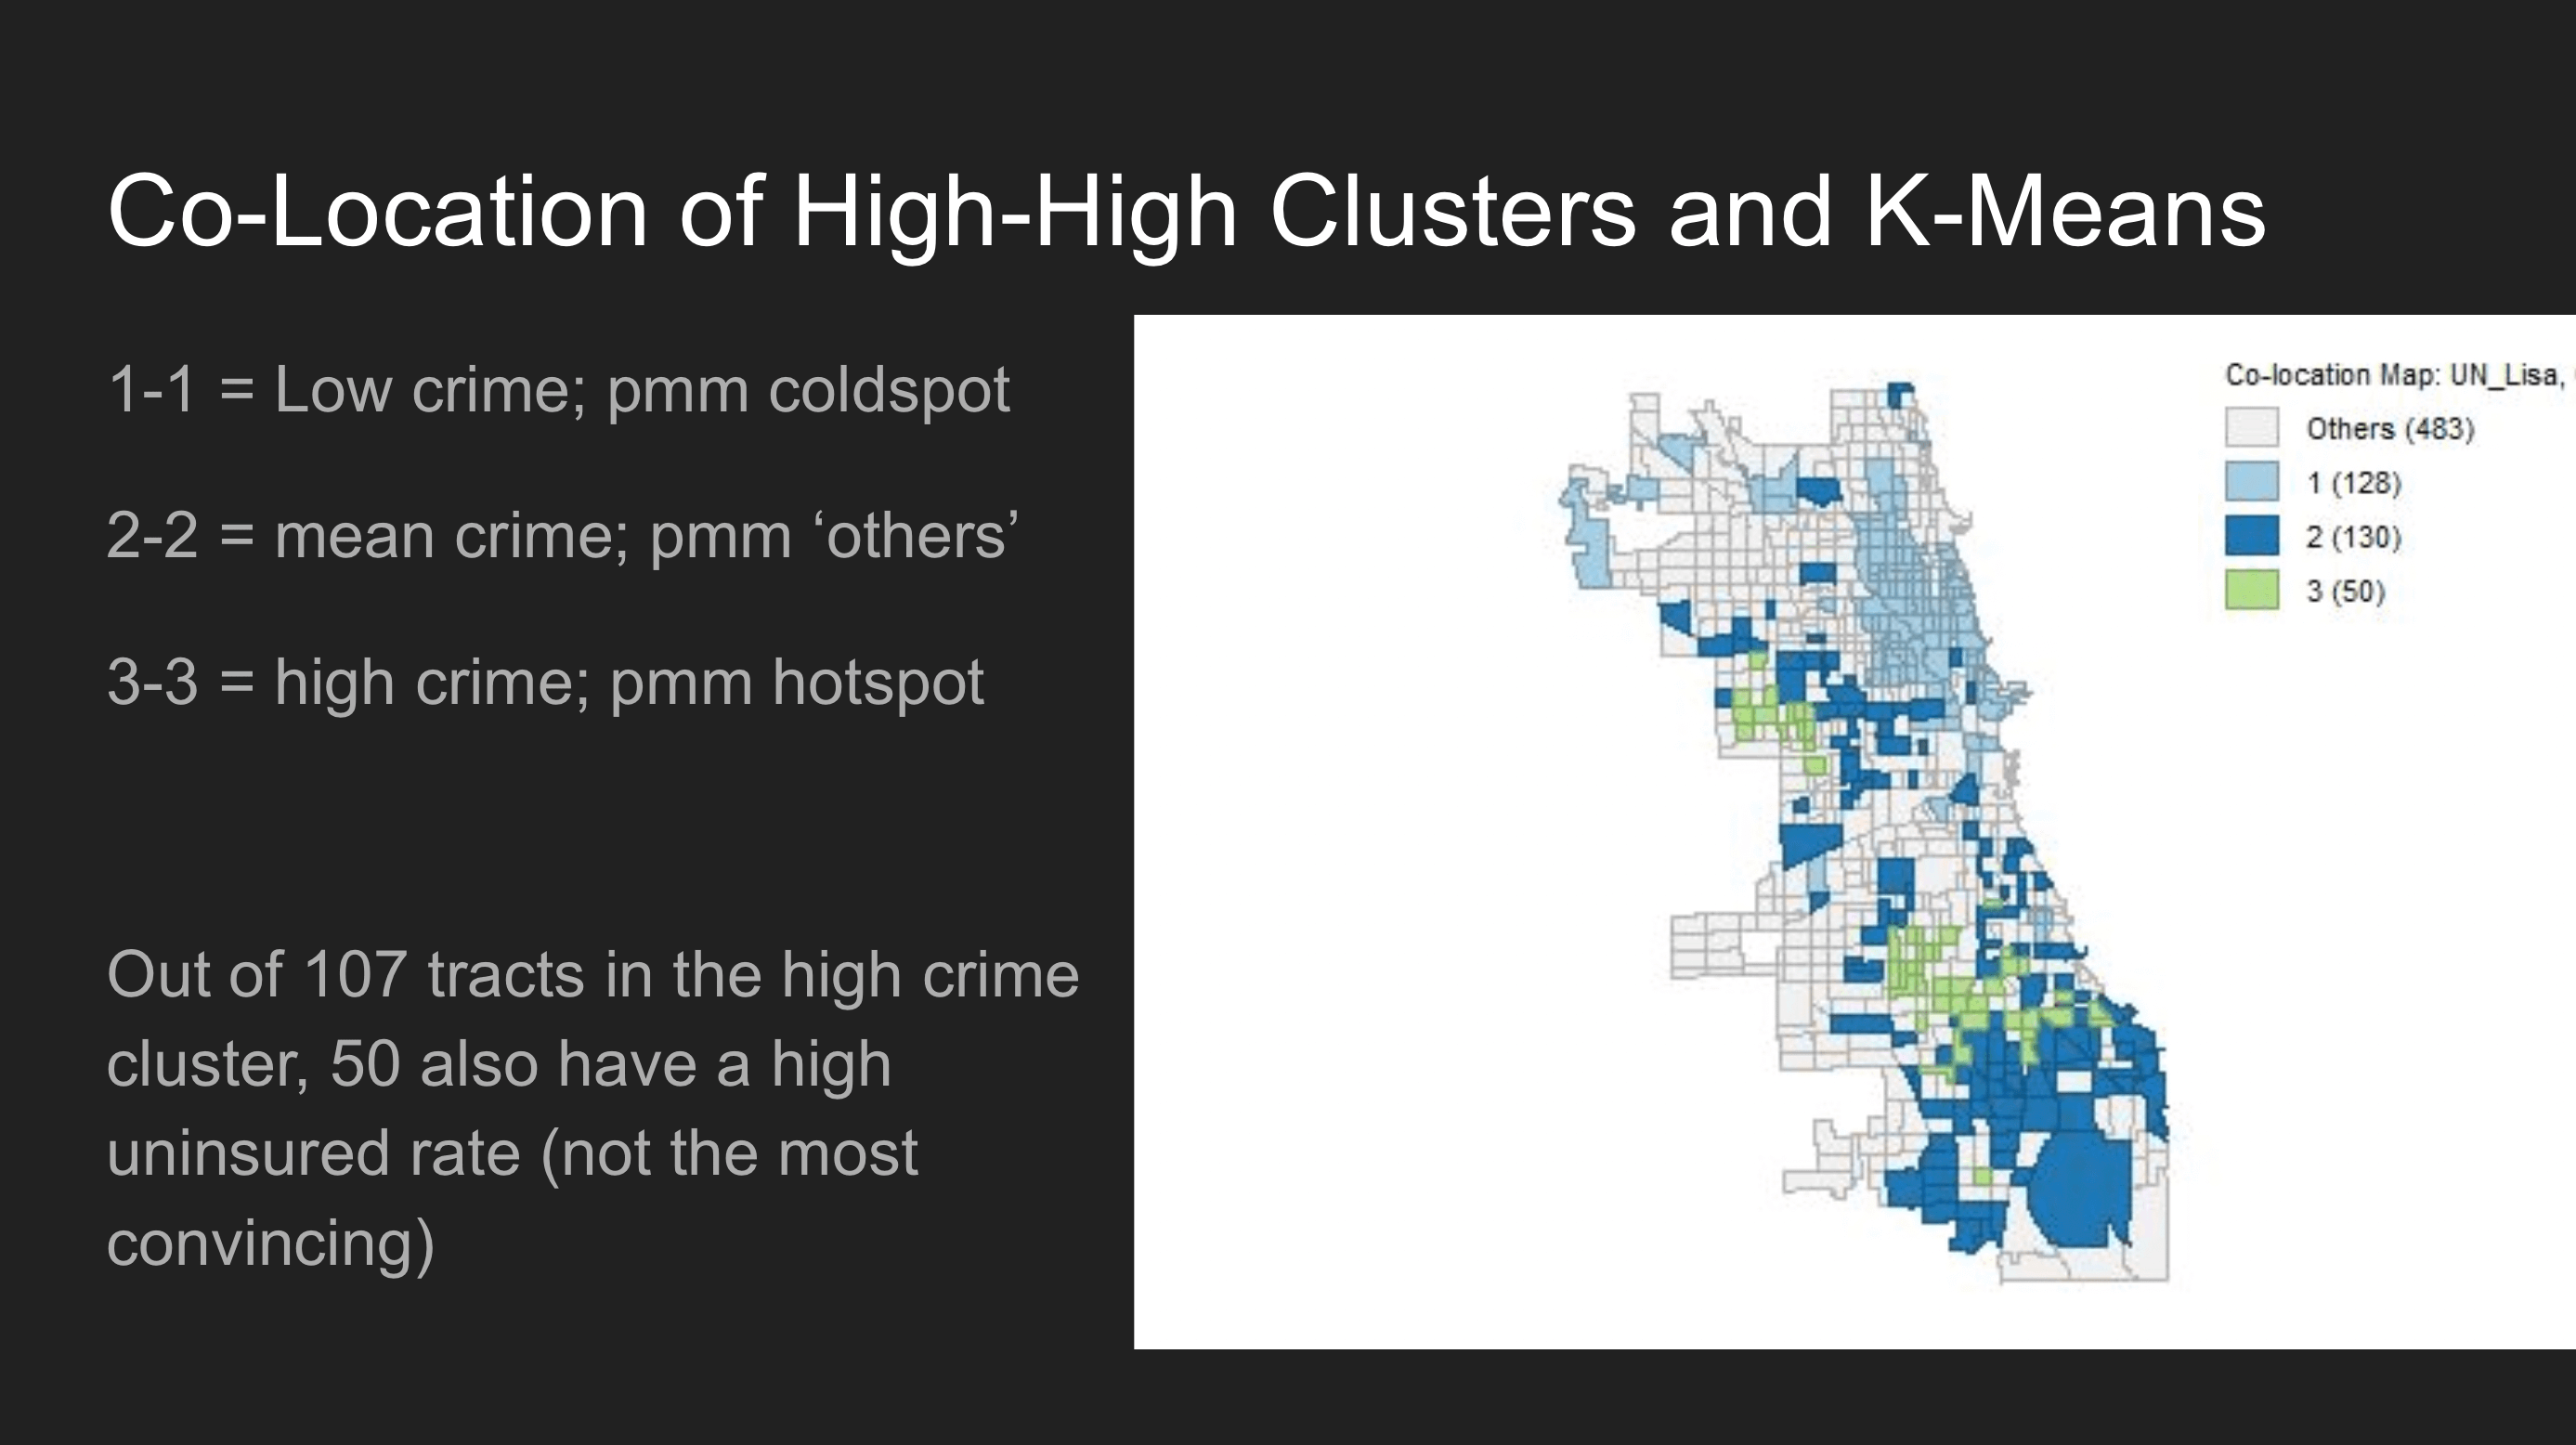 Co-Location of High-High Clusters and K-Means
1-1 = Low crime; pmm coldspot
2-2 = mean crime; pmm ‘others’
3-3 = high crime; pmm hotspot
Out of 107 tracts in the high crime
cluster, 50 also have a high
uninsured rate (not the most
convincing)
Co-location Map: UN_Lisa,
Others (483)
1 (128)
2 (130)
3 (50)